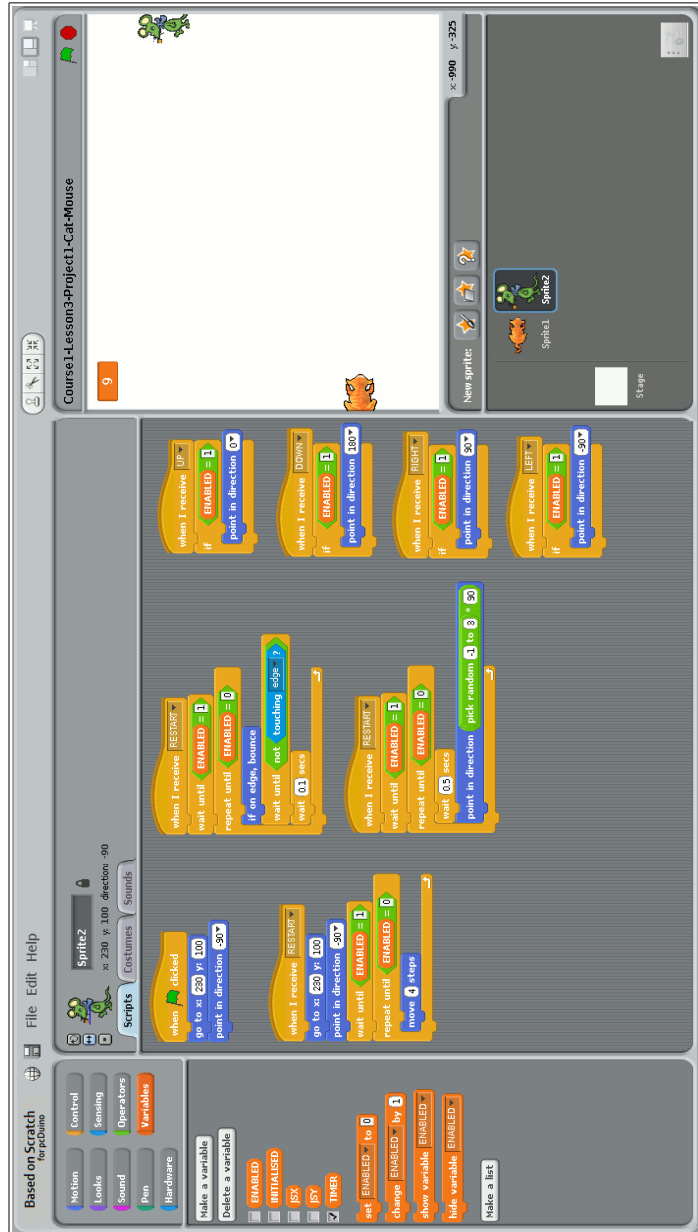 Based on Scratch
for pcDuino
File Edit Help
Motion
Control
Looks
Sensing
Sound
Operators
Pen
Variables
Hardware
Make a variable
Delete a variable
ENABLED
INITIALISED
JSX
JSY
TIMER
set ENABLED to 0
change ENABLED by 1
show variable ENABLED
hide variable ENABLED
Make a list
Sprite2
x: 230 y: 100 direction: -90
Scripts
Costumes
Sounds
when clicked
go to x: 230 y: 100
point in direction -90
when I receive RESTART
go to x: 230 y: 100
point in direction -90
wait until ENABLED = 1
repeat until ENABLED = 0
move 4 steps
when I receive RESTART
wait until ENABLED = 1
repeat until ENABLED = 0
if on edge, bounce
wait until not touching edge ?
wait 0.1 secs
when I receive RESTART
wait until ENABLED = 1
repeat until ENABLED = 0
wait 0.5 secs
point in direction pick random -1 to 3 * 90
when I receive UP
if ENABLED = 1
point in direction 0
when I receive DOWN
if ENABLED = 1
point in direction 180
when I receive RIGHT
if ENABLED = 1
point in direction 90
when I receive LEFT
if ENABLED = 1
point in direction -90
Course1-Lesson3-Project1-Cat-Mouse
9
x: -990 y: -325
New sprite:
Sprite1
Sprite2
Stage